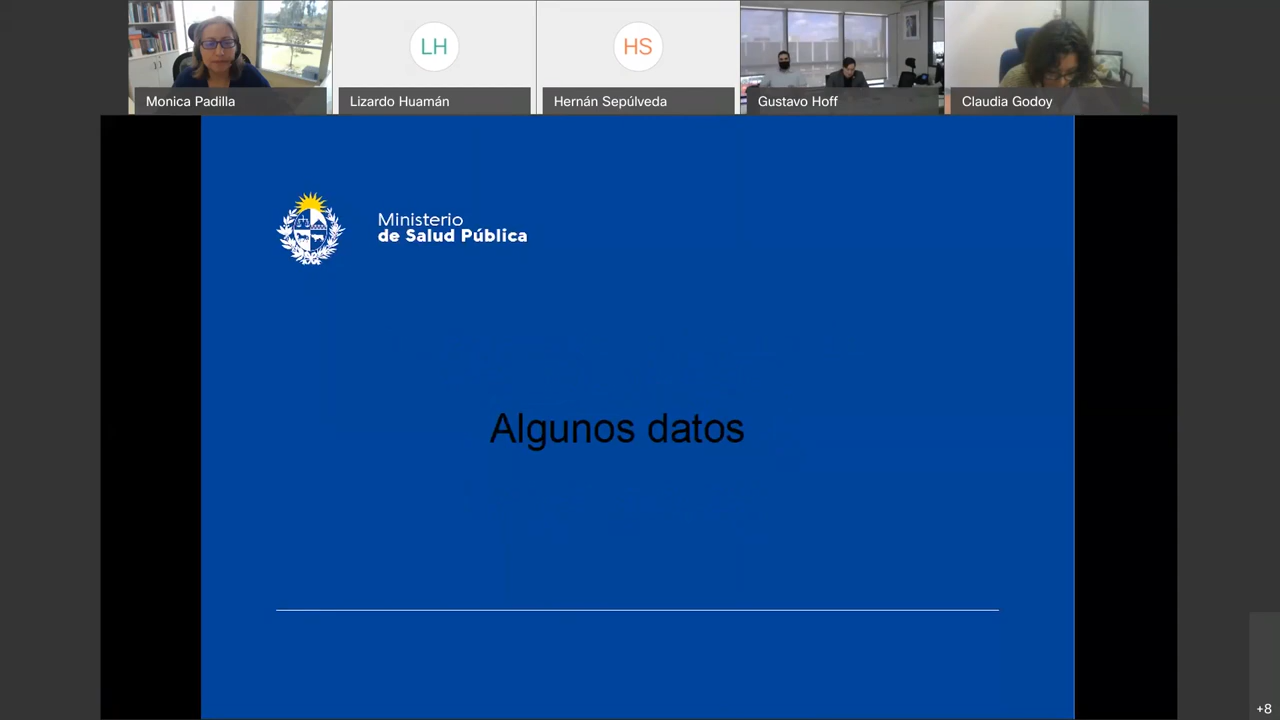 LH
HS
Monica Padilla
Lizardo Huamán
Hernán Sepúlveda
Gustavo Hoff
Claudia Godoy
Ministerio
de Salud Pública
Algunos datos
+8